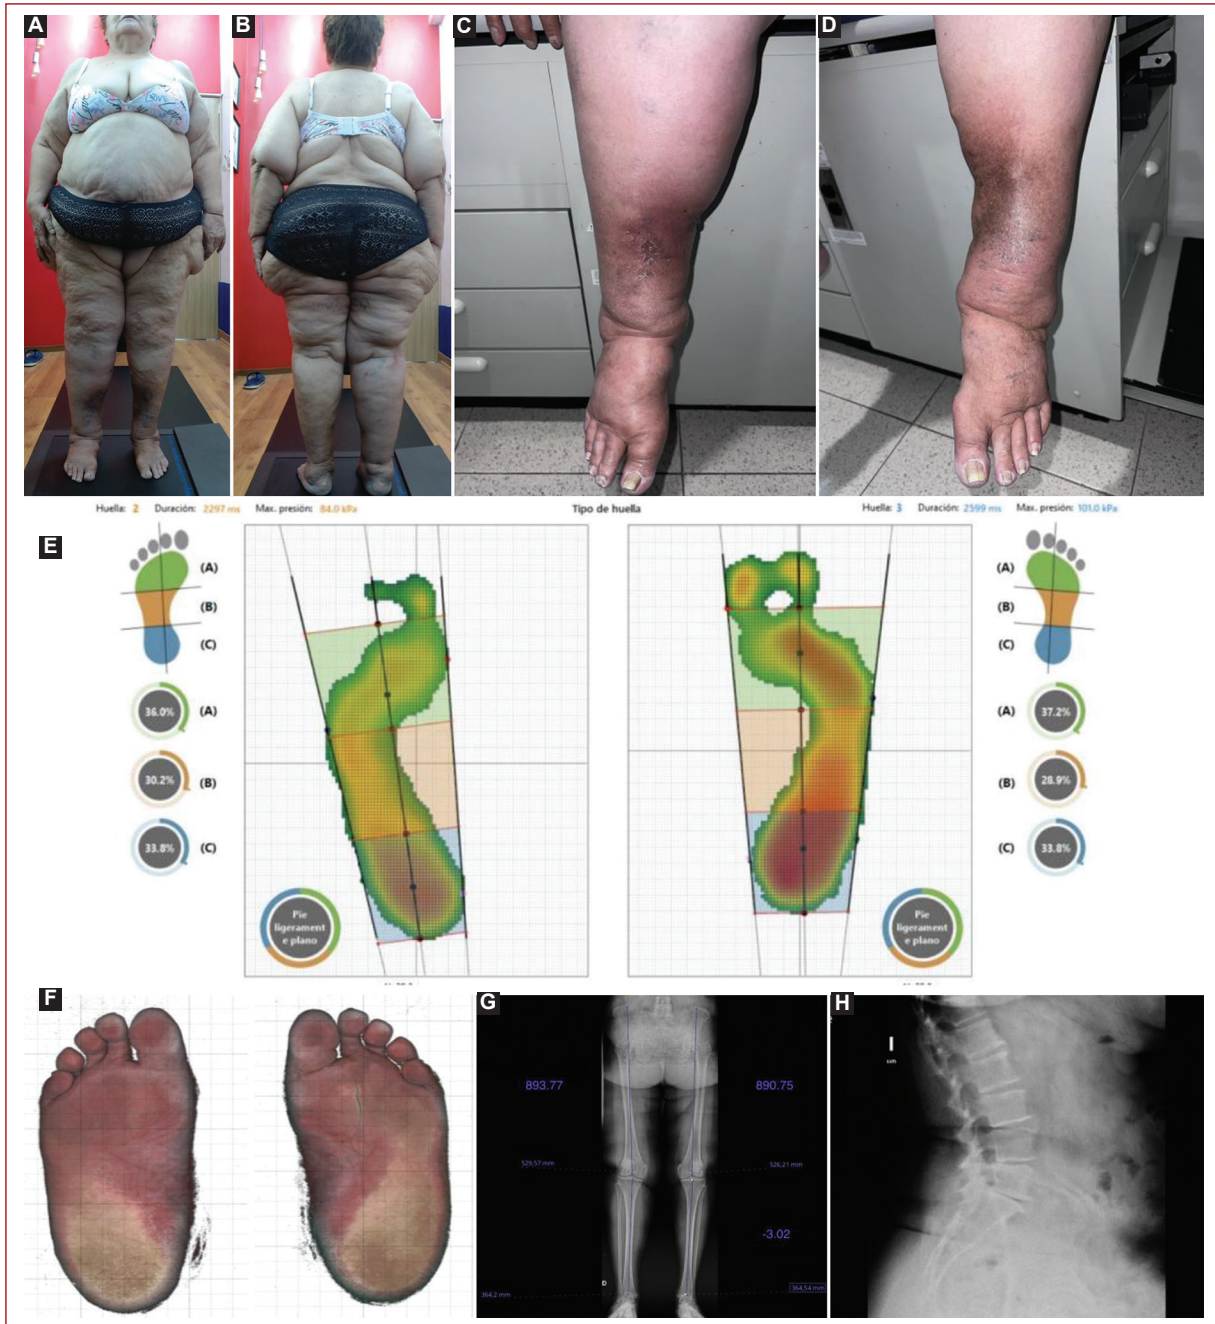 A
B
C
D
Huella: 2 Duración: 2297 ms Max. presión: 84.0 kPa
Tipo de huella
Huella: 3 Duración: 2599 ms Max. presión: 101.0 kPa
E
(A)
(B)
(C)
36.0% (A)
30.2% (B)
33.8% (C)
Pie
ligerament
e plano
(A)
(B)
(C)
(A) 37.2%
(B) 28.9%
(C) 33.8%
Pie
ligerament
e plano
F
G
893.77
890.75
529,57 mm
526,21 mm
-3.02
D
364,2 mm
364,54 mm
H